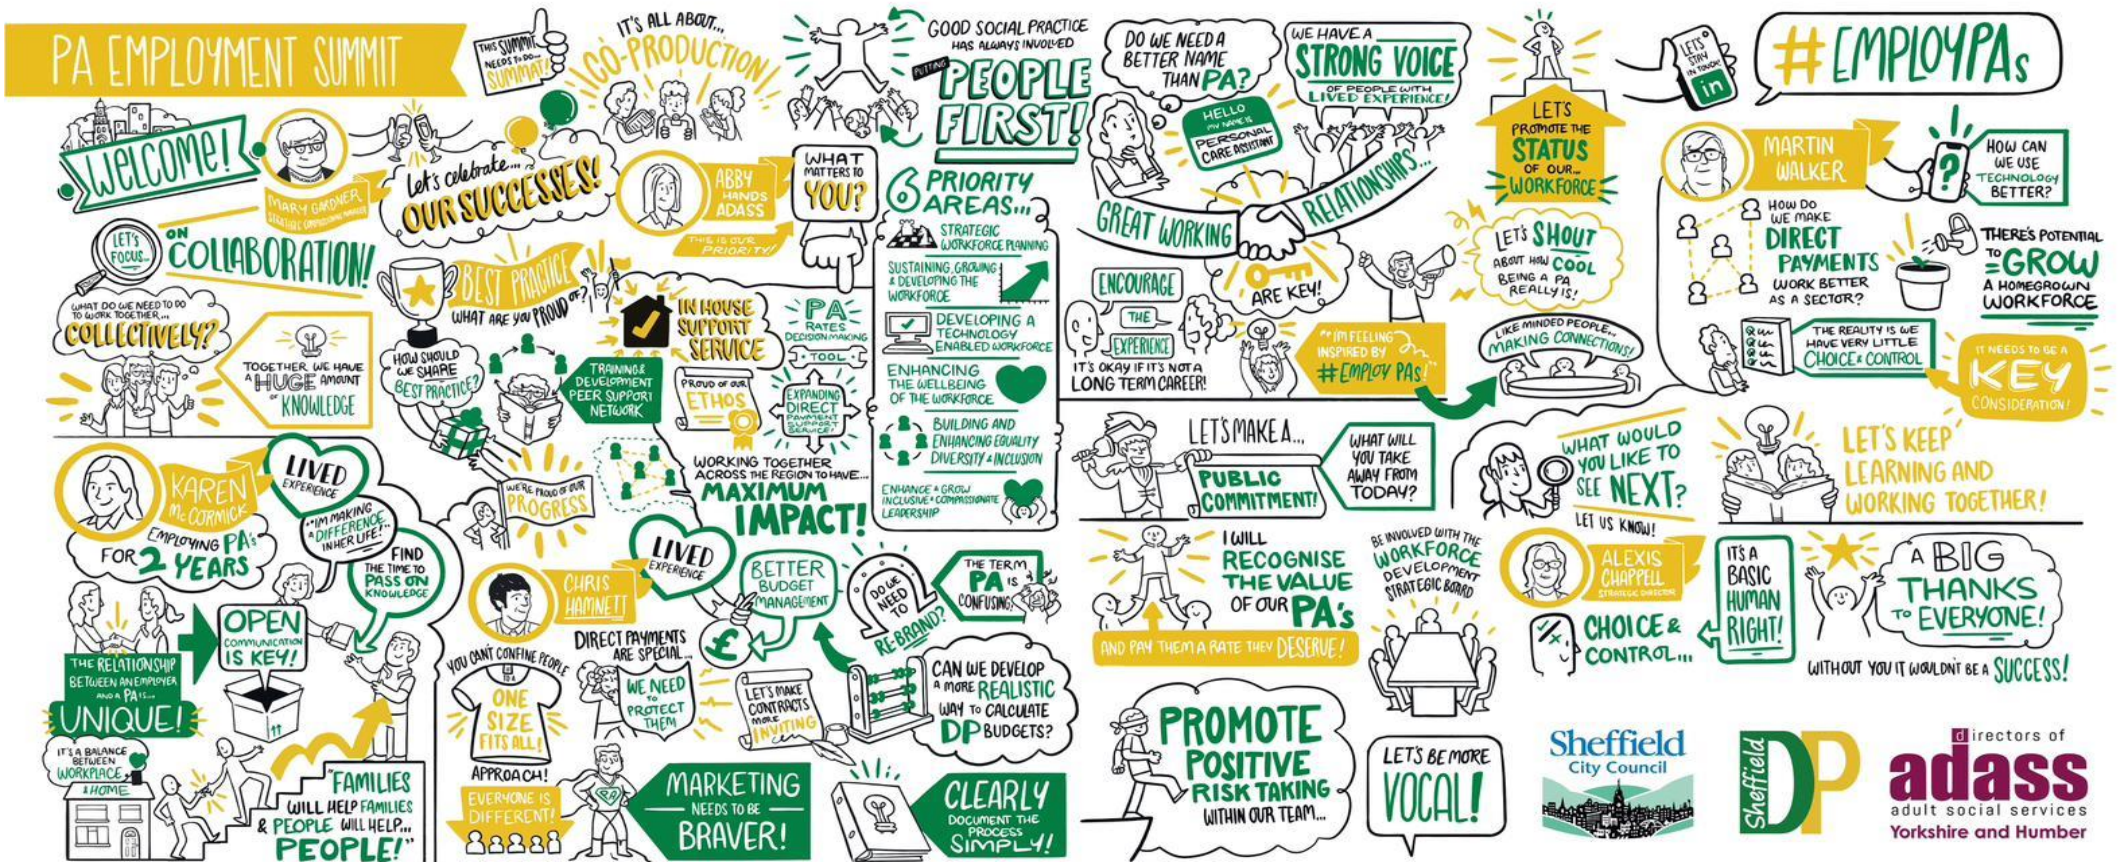 PA EMPLOYMENT SUMMIT
THIS SUMMIT
NEEDS TO DO...
SUMMAT!
IT'S ALL ABOUT...
CO-PRODUCTION!
WELCOME!
MARY GARDNER
STRATEGIC COMMISSIONING MANAGER
Let's celebrate...
OUR SUCCESSES!
LET'S
FOCUS...
ON
COLLABORATION!
WHAT DO WE NEED TO DO
TO WORK TOGETHER...
COLLECTIVELY?
TOGETHER WE HAVE
A HUGE AMOUNT
OF KNOWLEDGE
BEST PRACTICE
WHAT ARE YOU PROUD OF?
HOW SHOULD
WE SHARE
BEST PRACTICE?
TRAINING &
DEVELOPMENT
PEER SUPPORT
NETWORK
WE'RE PROUD OF OUR
PROGRESS
ABBY
HANDS
ADASS
THIS IS OUR
PRIORITY!
WHAT
MATTERS TO
YOU?
IN HOUSE
SUPPORT
SERVICE
PROUD OF OUR
ETHOS
PA
RATES
DECISION MAKING
TOOL
EXPANDING
DIRECT
PAYMENT
SUPPORT
SERVICE!
WORKING TOGETHER
ACROSS THE REGION TO HAVE...
MAXIMUM
IMPACT!
GOOD SOCIAL PRACTICE
HAS ALWAYS INVOLVED
PUTTING
PEOPLE
FIRST!
6 PRIORITY
AREAS...
STRATEGIC
WORKFORCE PLANNING
SUSTAINING, GROWING
& DEVELOPING THE
WORKFORCE
DEVELOPING A
TECHNOLOGY
ENABLED WORKFORCE
ENHANCING
THE WELLBEING
OF THE WORKFORCE
BUILDING AND
ENHANCING EQUALITY
DIVERSITY & INCLUSION
ENHANCE & GROW
INCLUSIVE & COMPASSIONATE
LEADERSHIP
DO WE NEED A
BETTER NAME
THAN PA?
HELLO
MY NAME IS
PERSONAL
CARE ASSISTANT
WE HAVE A
STRONG VOICE
OF PEOPLE WITH
LIVED EXPERIENCE!
GREAT WORKING
RELATIONSHIPS...
ARE KEY!
ENCOURAGE
THE
EXPERIENCE
IT'S OKAY IF IT'S NOT A
LONG TERM CAREER!
LET'S
PROMOTE THE
STATUS
OF OUR...
WORKFORCE
LET'S SHOUT
ABOUT HOW COOL
BEING A PA
REALLY IS!
"I'M FEELING
INSPIRED BY
#EMPLOY PAs!"
LIKE MINDED PEOPLE...
MAKING CONNECTIONS!
LET'S
STAY
IN TOUCH!
in
#EMPLOYPAs
MARTIN
WALKER
?
HOW CAN
WE USE
TECHNOLOGY
BETTER?
HOW DO
WE MAKE
DIRECT
PAYMENTS
WORK BETTER
AS A SECTOR?
THERE'S POTENTIAL
TO GROW
A HOMEGROWN
WORKFORCE
THE REALITY IS WE
HAVE VERY LITTLE
CHOICE & CONTROL
IT NEEDS TO BE A
KEY
CONSIDERATION!
KAREN
McCORMICK
LIVED
EXPERIENCE
EMPLOYING PA's
FOR 2 YEARS
"I'M MAKING
A DIFFERENCE
IN HER LIFE!"
FIND
THE TIME TO
PASS ON
KNOWLEDGE
THE RELATIONSHIP
BETWEEN AN EMPLOYER
AND A PA IS...
UNIQUE!
OPEN
COMMUNICATION
IS KEY!
IT'S A BALANCE
BETWEEN
WORKPLACE
& HOME
"FAMILIES
WILL HELP FAMILIES
& PEOPLE WILL HELP...
PEOPLE!"
CHRIS
HAMNETT
LIVED
EXPERIENCE
YOU CAN'T CONFINE PEOPLE
TO A
ONE
SIZE
FITS ALL!
APPROACH!
EVERYONE IS
DIFFERENT!
DIRECT PAYMENTS
ARE SPECIAL...
WE NEED
TO
PROTECT
THEM
£
BETTER
BUDGET
MANAGEMENT
LET'S MAKE
CONTRACTS
MORE
INVITING
PA
MARKETING
NEEDS TO BE
BRAVER!
DO WE
NEED
TO
RE-BRAND?
THE TERM
PA IS
CONFUSING!
CAN WE DEVELOP
A MORE REALISTIC
WAY TO CALCULATE
DP BUDGETS?
CLEARLY
DOCUMENT THE
PROCESS
SIMPLY!
LET'S MAKE A...
PUBLIC
COMMITMENT!
WHAT WILL
YOU TAKE
AWAY FROM
TODAY?
I WILL
RECOGNISE
THE VALUE
OF OUR PA's
AND PAY THEM A RATE THEY DESERVE!
BE INVOLVED WITH THE
WORKFORCE
DEVELOPMENT
STRATEGIC BOARD
PROMOTE
POSITIVE
RISK TAKING
WITHIN OUR TEAM...
LET'S BE MORE
VOCAL!
WHAT WOULD
YOU LIKE TO
SEE NEXT?
LET US KNOW!
LET'S KEEP
LEARNING AND
WORKING TOGETHER!
ALEXIS
CHAPPELL
STRATEGIC DIRECTOR
IT'S A
BASIC
HUMAN
RIGHT!
CHOICE &
CONTROL...
A BIG
THANKS
TO EVERYONE!
WITHOUT YOU IT WOULDN'T BE A SUCCESS!
Sheffield
City Council
Sheffield
DP
directors of
adass
adult social services
Yorkshire and Humber